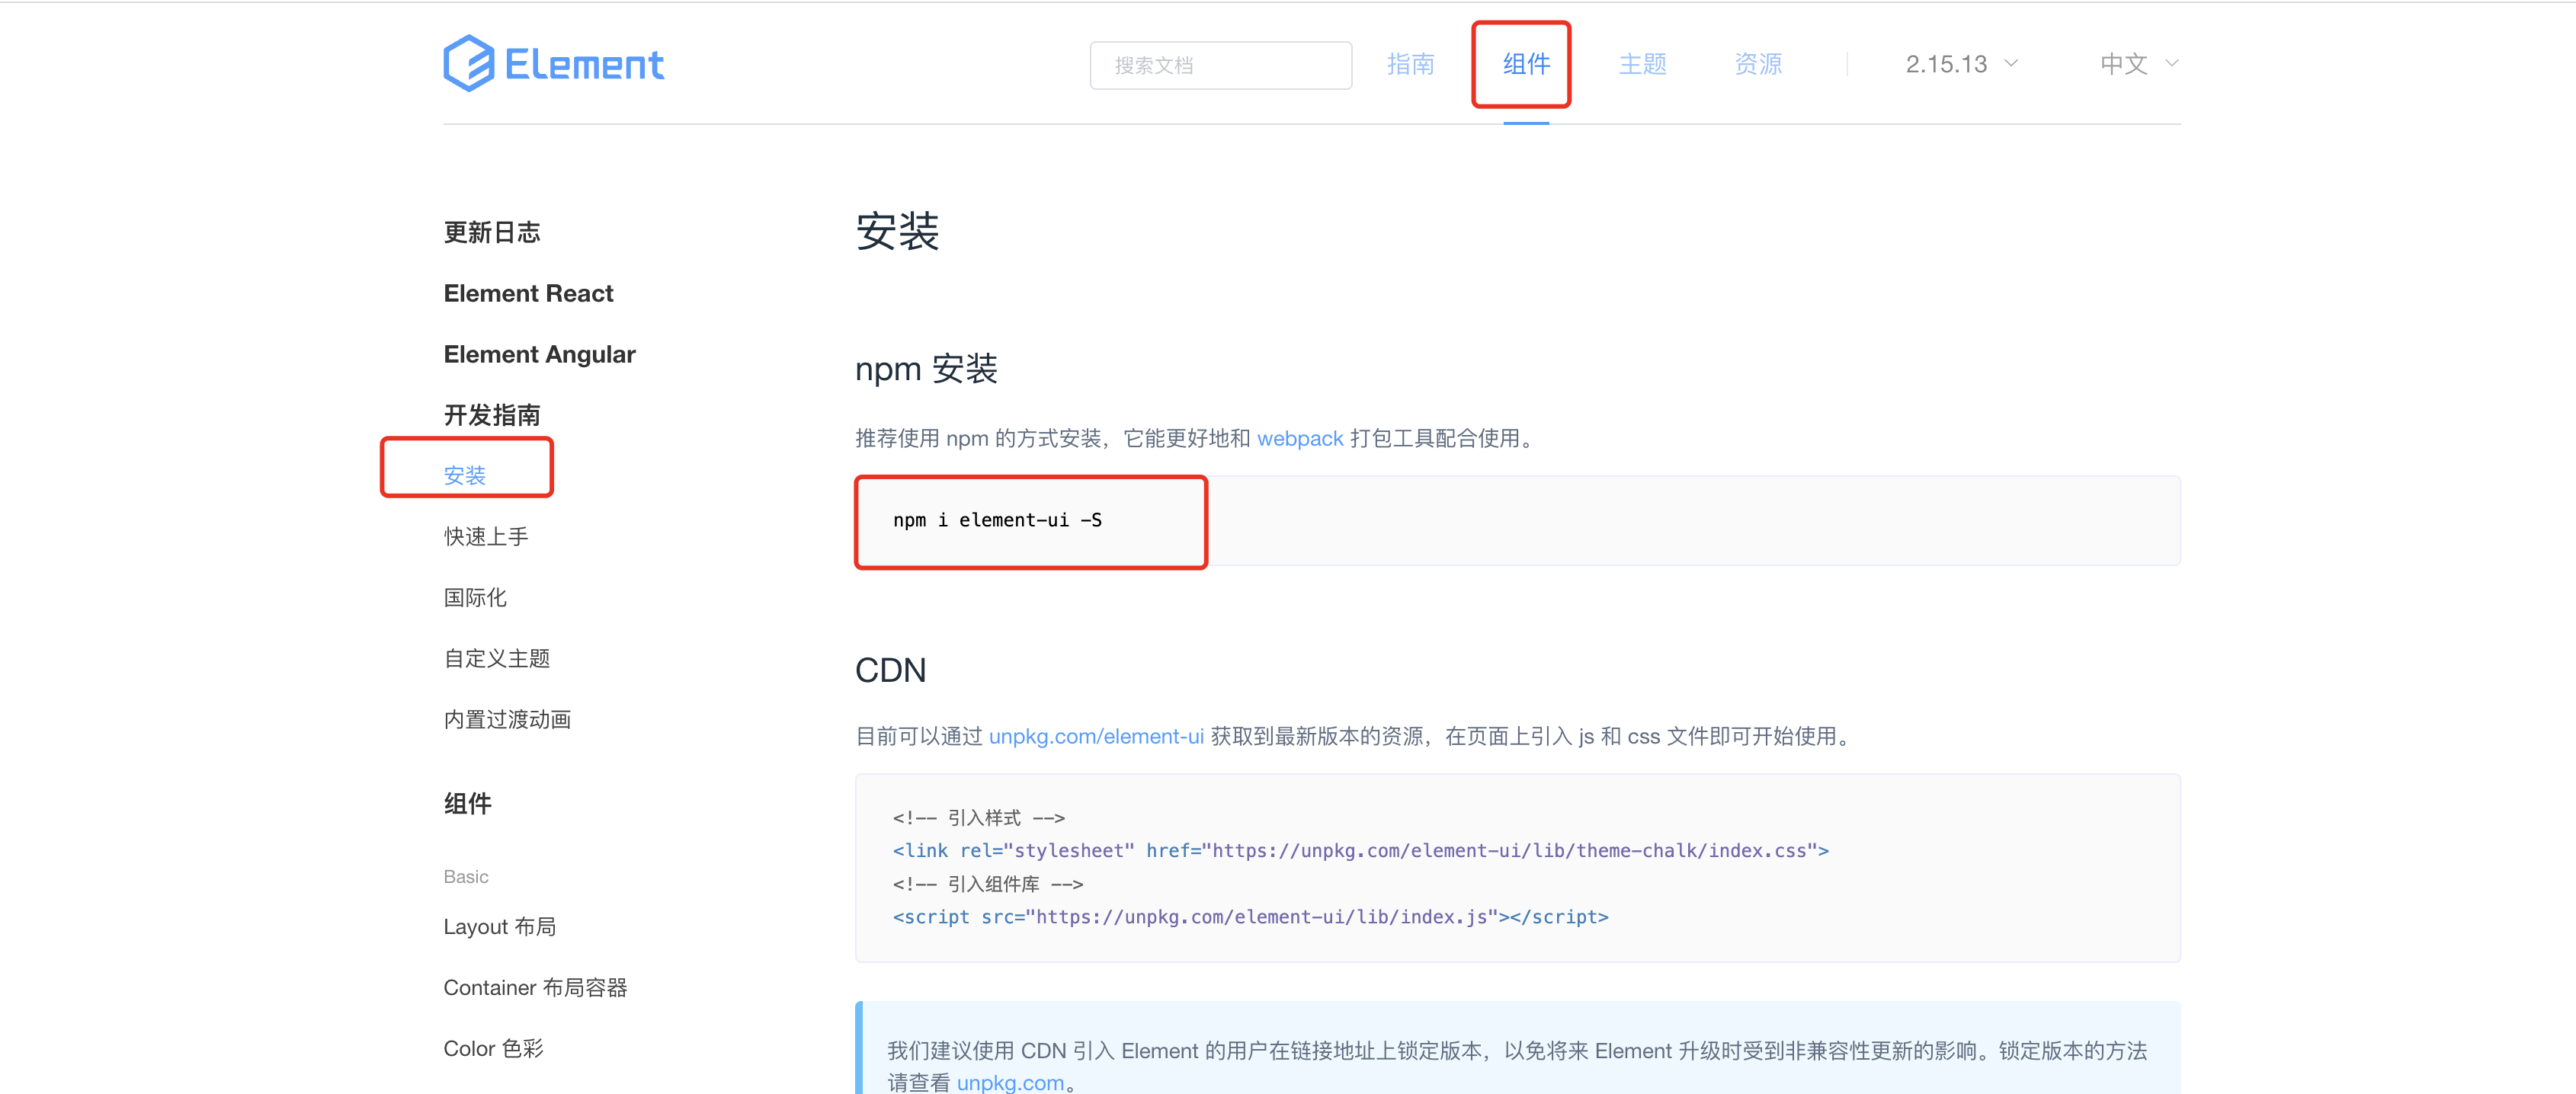 Element
搜索文档
指南
组件
主题
资源
2.15.13
中文
更新日志
Element React
Element Angular
开发指南
安装
快速上手
国际化
自定义主题
内置过渡动画
组件
Basic
Layout 布局
Container 布局容器
Color 色彩
安装
npm 安装
推荐使用 npm 的方式安装，它能更好地和 webpack 打包工具配合使用。
npm i element-ui -S
CDN
目前可以通过 unpkg.com/element-ui 获取到最新版本的资源，在页面上引入 js 和 css 文件即可开始使用。
<!-- 引入样式 -->
<link rel="stylesheet" href="https://unpkg.com/element-ui/lib/theme-chalk/index.css">
<!-- 引入组件库 -->
<script src="https://unpkg.com/element-ui/lib/index.js"></script>
我们建议使用 CDN 引入 Element 的用户在链接地址上锁定版本，以免将来 Element 升级时受到非兼容性更新的影响。锁定版本的方法
请查看 unpkg.com。